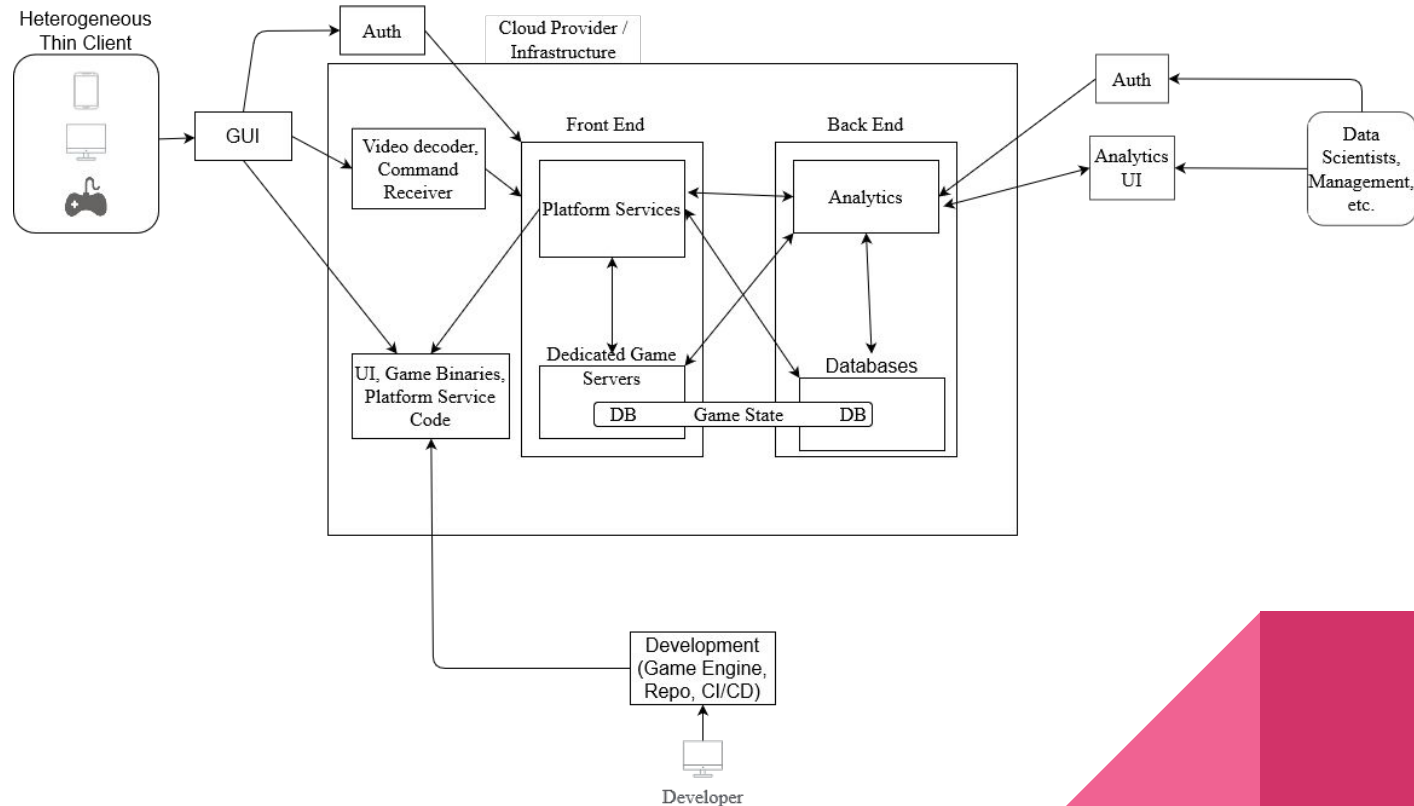 Heterogeneous
Thin Client
Auth
Cloud Provider /
Infrastructure
GUI
Video decoder,
Command
Receiver
Front End
Back End
Platform Services
Analytics
Auth
Analytics
UI
Data
Scientists,
Management,
etc.
UI, Game Binaries,
Platform Service
Code
Dedicated Game
Servers
Databases
DB
Game State
DB
Development
(Game Engine,
Repo, CI/CD)
Developer